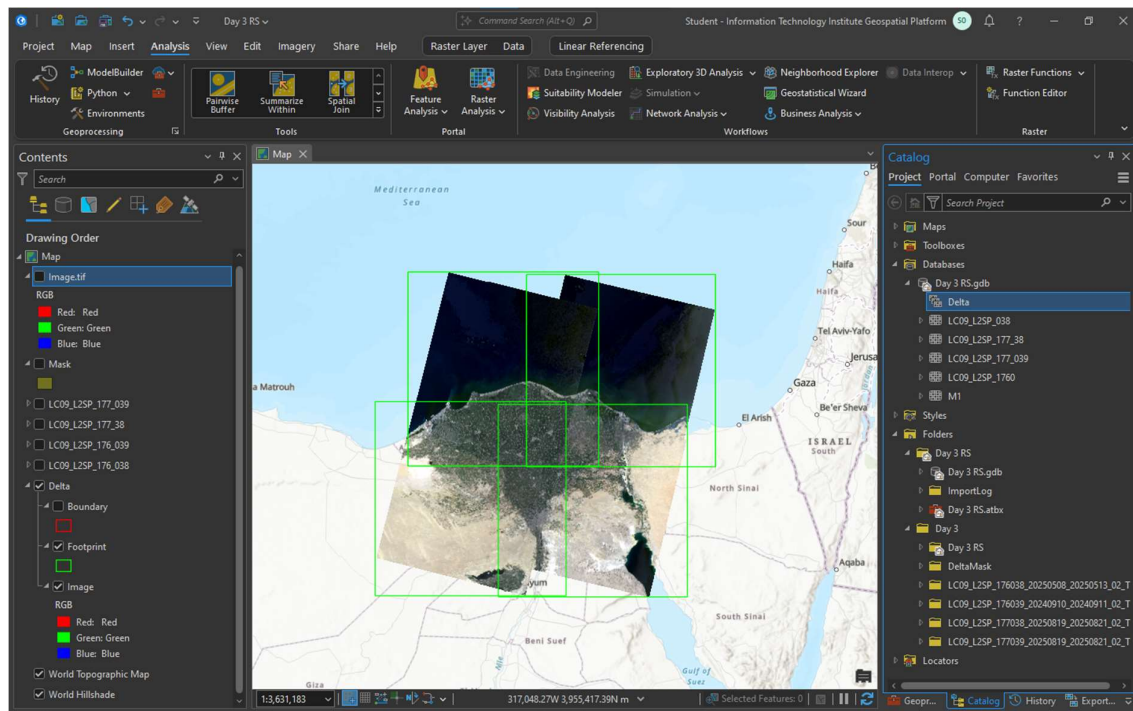 Day 3 RS
Command Search (Alt+Q)
Student - Information Technology Institute Geospatial Platform
SO
?
Project Map Insert Analysis View Edit Imagery Share Help Raster Layer Data Linear Referencing
History
ModelBuilder
Python
Environments
Geoprocessing
Pairwise Buffer
Summarize Within
Spatial Join
Tools
Feature Analysis
Raster Analysis
Portal
Data Engineering
Suitability Modeler
Visibility Analysis
Exploratory 3D Analysis
Simulation
Network Analysis
Neighborhood Explorer
Geostatistical Wizard
Business Analysis
Data Interop
Workflows
Raster Functions
Function Editor
Raster
Contents
Search
Drawing Order
Map
Image.tif
RGB
Red: Red
Green: Green
Blue: Blue
Mask
LC09_L2SP_177_039
LC09_L2SP_177_38
LC09_L2SP_176_039
LC09_L2SP_176_038
Delta
Boundary
Footprint
Image
RGB
Red: Red
Green: Green
Blue: Blue
World Topographic Map
World Hillshade
Map
Mediterranean
Sea
Sour
Haifa
Haifa
Tel Aviv-Yafo
Jerusa
Gaza
Be'er Sheva
a Matrouh
El Arish
ISRAEL
South
North Sinai
Aqaba
yum
South Sinai
Beni Suef
Nile
Giza
Gulf of
Suez
1:3,631,183
317,048.27W 3,955,417.39N m
Selected Features: 0
Catalog
Project Portal Computer Favorites
Search Project
Maps
Toolboxes
Databases
Day 3 RS.gdb
Delta
LC09_L2SP_038
LC09_L2SP_177_38
LC09_L2SP_177_039
LC09_L2SP_1760
M1
Styles
Folders
Day 3 RS
Day 3 RS.gdb
ImportLog
Day 3 RS.atbx
Day 3
Day 3 RS
DeltaMask
LC09_L2SP_176038_20250508_20250513_02_T
LC09_L2SP_176039_20240910_20240911_02_T
LC09_L2SP_177038_20250819_20250821_02_T
LC09_L2SP_177039_20250819_20250821_02_T
Locators
Geopr... Catalog History Export...